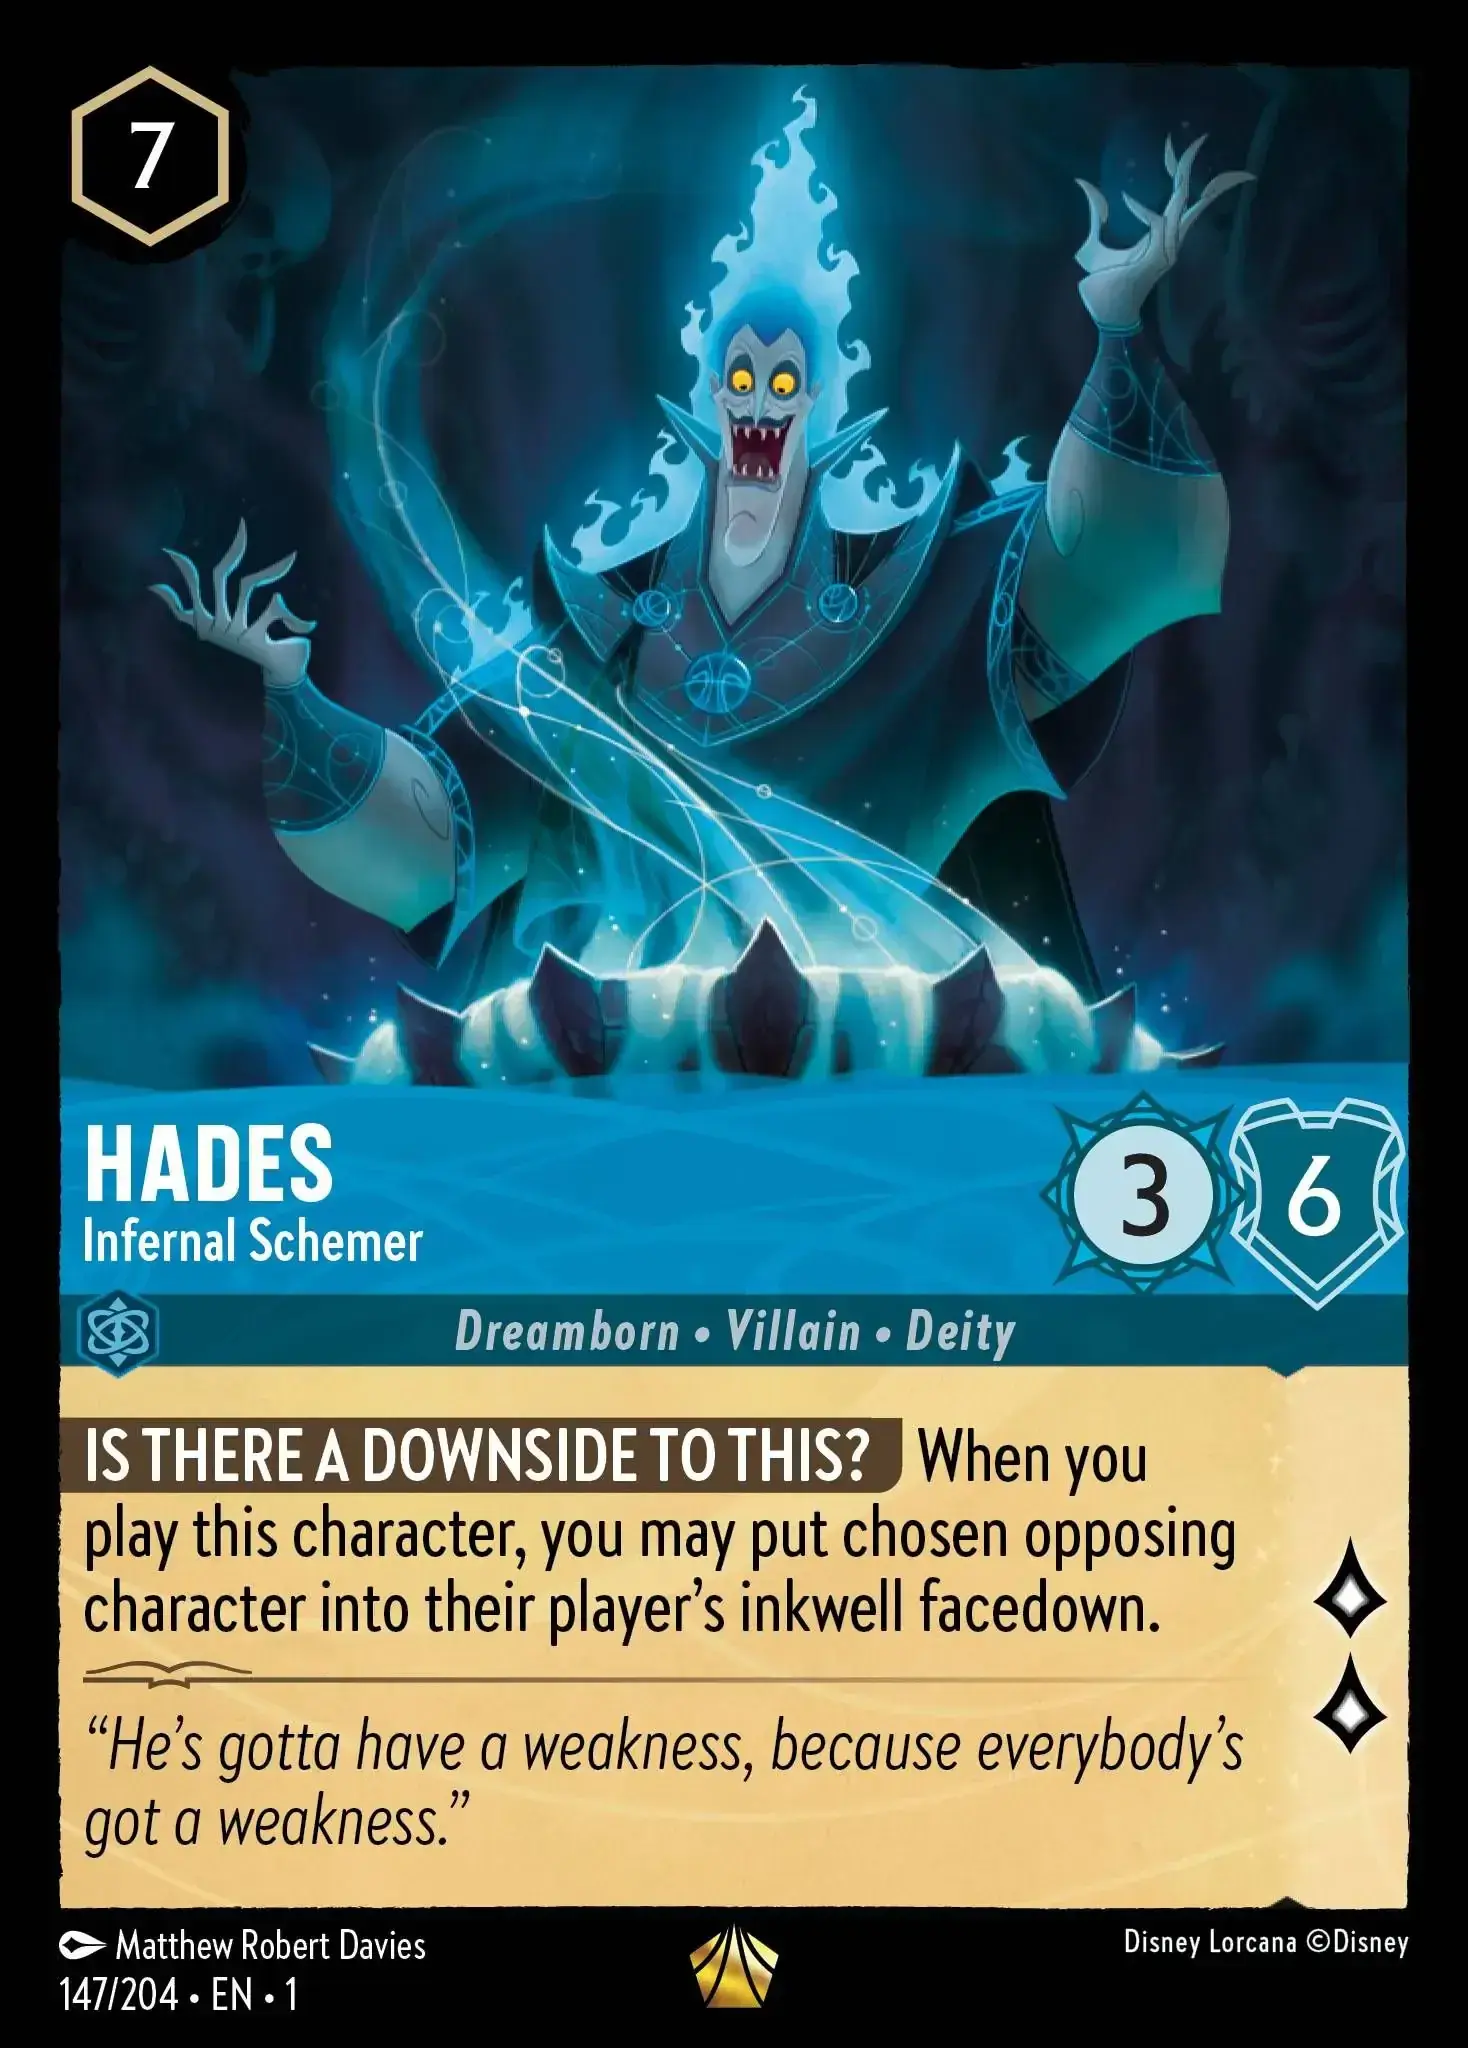 7
HADES
Infernal Schemer
3
6
Dreamborn • Villain • Deity
IS THERE A DOWNSIDE TO THIS? When you
play this character, you may put chosen opposing
character into their player’s inkwell facedown.
“He’s gotta have a weakness, because everybody’s
got a weakness.”
Matthew Robert Davies
Disney Lorcana ©Disney
147/204 • EN • 1